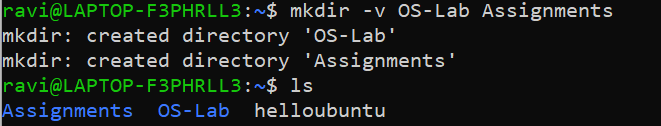 ravi@LAPTOP-F3PHRLL3:~$ mkdir -v OS-Lab Assignments
mkdir: created directory 'OS-Lab'
mkdir: created directory 'Assignments'
ravi@LAPTOP-F3PHRLL3:~$ ls
Assignments  OS-Lab  helloubuntu